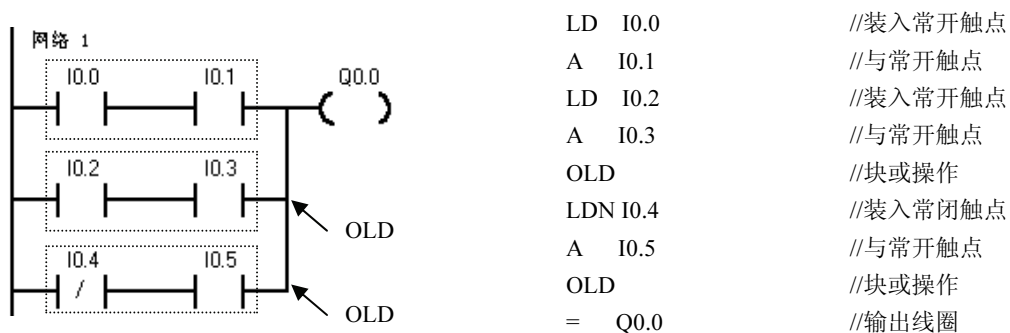 网络 1
I0.0 I0.1 Q0.0
I0.2 I0.3
OLD
I0.4 I0.5
/
OLD
LD I0.0 //装入常开触点
A I0.1 //与常开触点
LD I0.2 //装入常开触点
A I0.3 //与常开触点
OLD //块或操作
LDN I0.4 //装入常闭触点
A I0.5 //与常开触点
OLD //块或操作
= Q0.0 //输出线圈